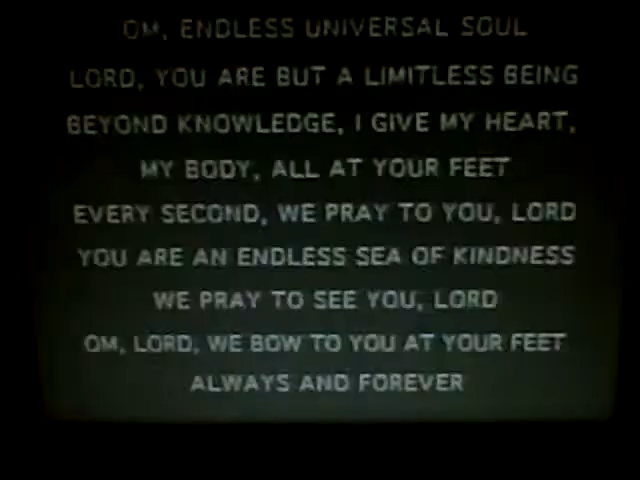 OM, ENDLESS UNIVERSAL SOUL
LORD, YOU ARE BUT A LIMITLESS BEING
BEYOND KNOWLEDGE, I GIVE MY HEART,
MY BODY, ALL AT YOUR FEET
EVERY SECOND, WE PRAY TO YOU, LORD
YOU ARE AN ENDLESS SEA OF KINDNESS
WE PRAY TO SEE YOU, LORD
OM, LORD, WE BOW TO YOU AT YOUR FEET
ALWAYS AND FOREVER